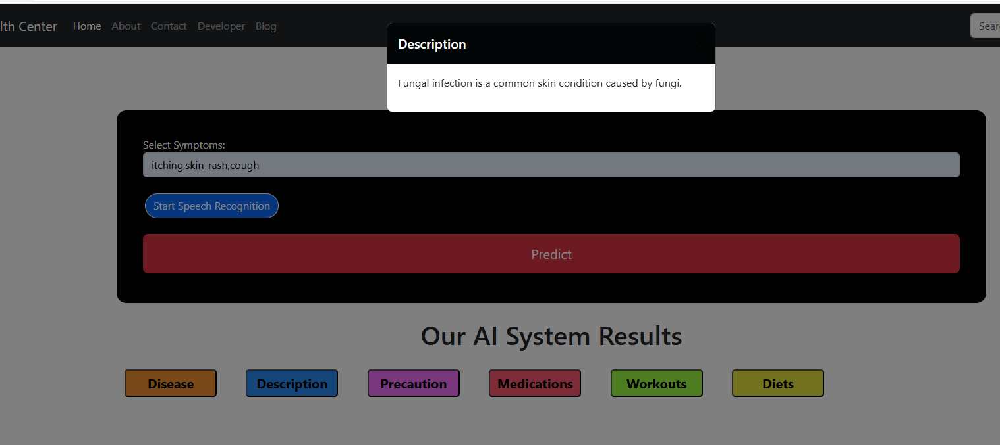 lth Center Home About Contact Developer Blog Sear
Description
Fungal infection is a common skin condition caused by fungi.
Select Symptoms:
itching,skin_rash,cough
Start Speech Recognition
Predict
Our AI System Results
Disease Description Precaution Medications Workouts Diets